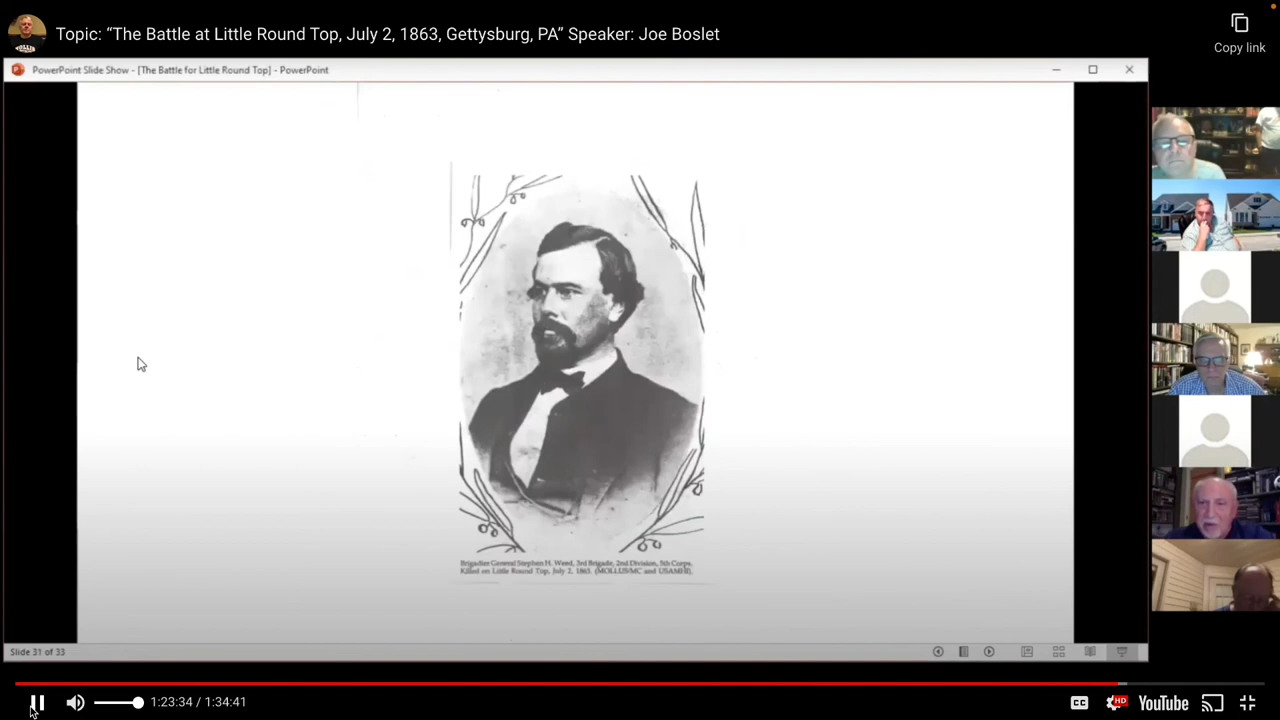 Topic: “The Battle at Little Round Top, July 2, 1863, Gettysburg, PA” Speaker: Joe Boslet
Copy link
PowerPoint Slide Show - [The Battle for Little Round Top] - PowerPoint
Brigadier General Stephen H. Weed, 3rd Brigade, 2nd Division, 5th Corps.
Killed on Little Round Top, July 2, 1863. (MOLLUS/MC and USAMHI).
Slide 31 of 33
1:23:34 / 1:34:41
CC
HD
YouTube